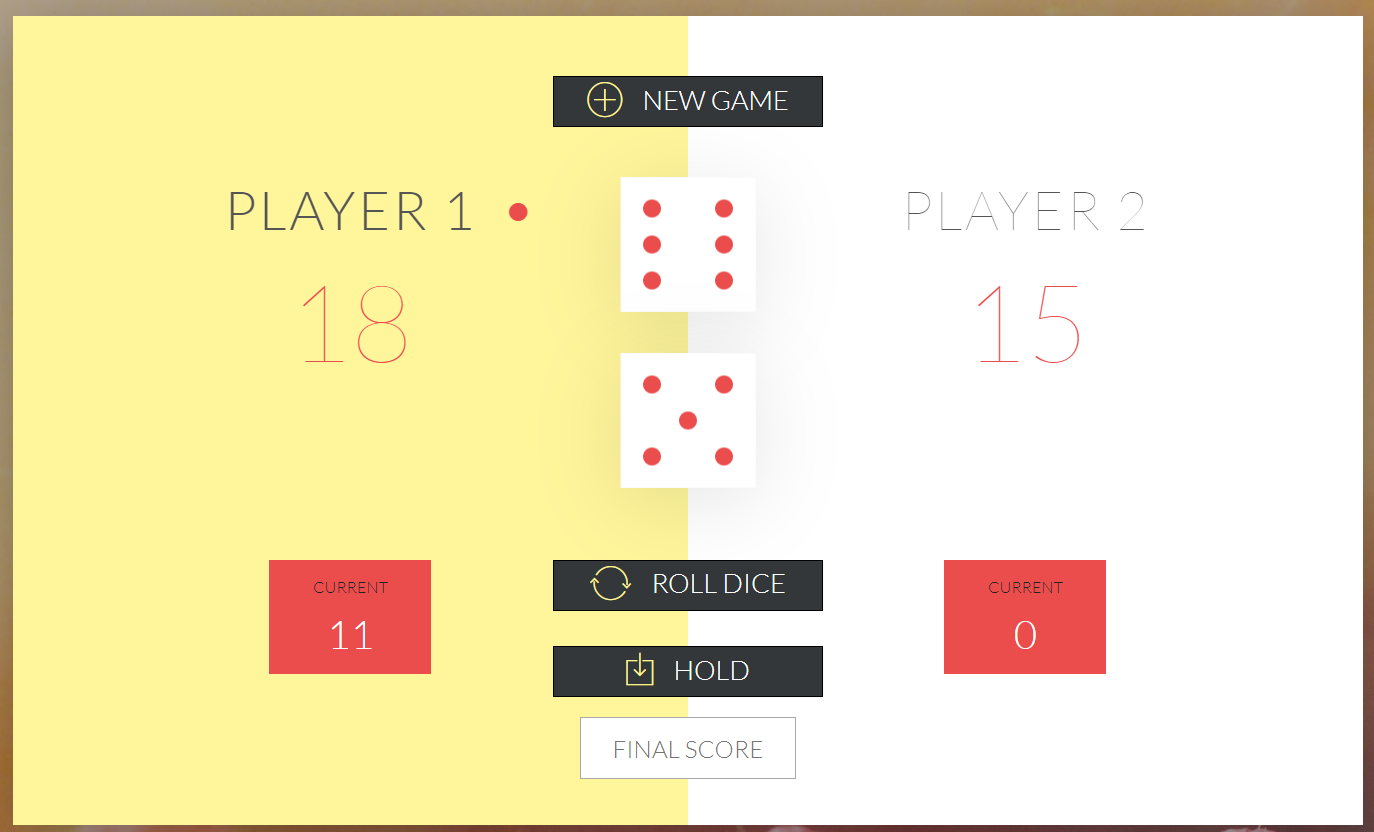 NEW GAME
PLAYER 1
18
PLAYER 2
15
CURRENT
11
CURRENT
0
ROLL DICE
HOLD
FINAL SCORE